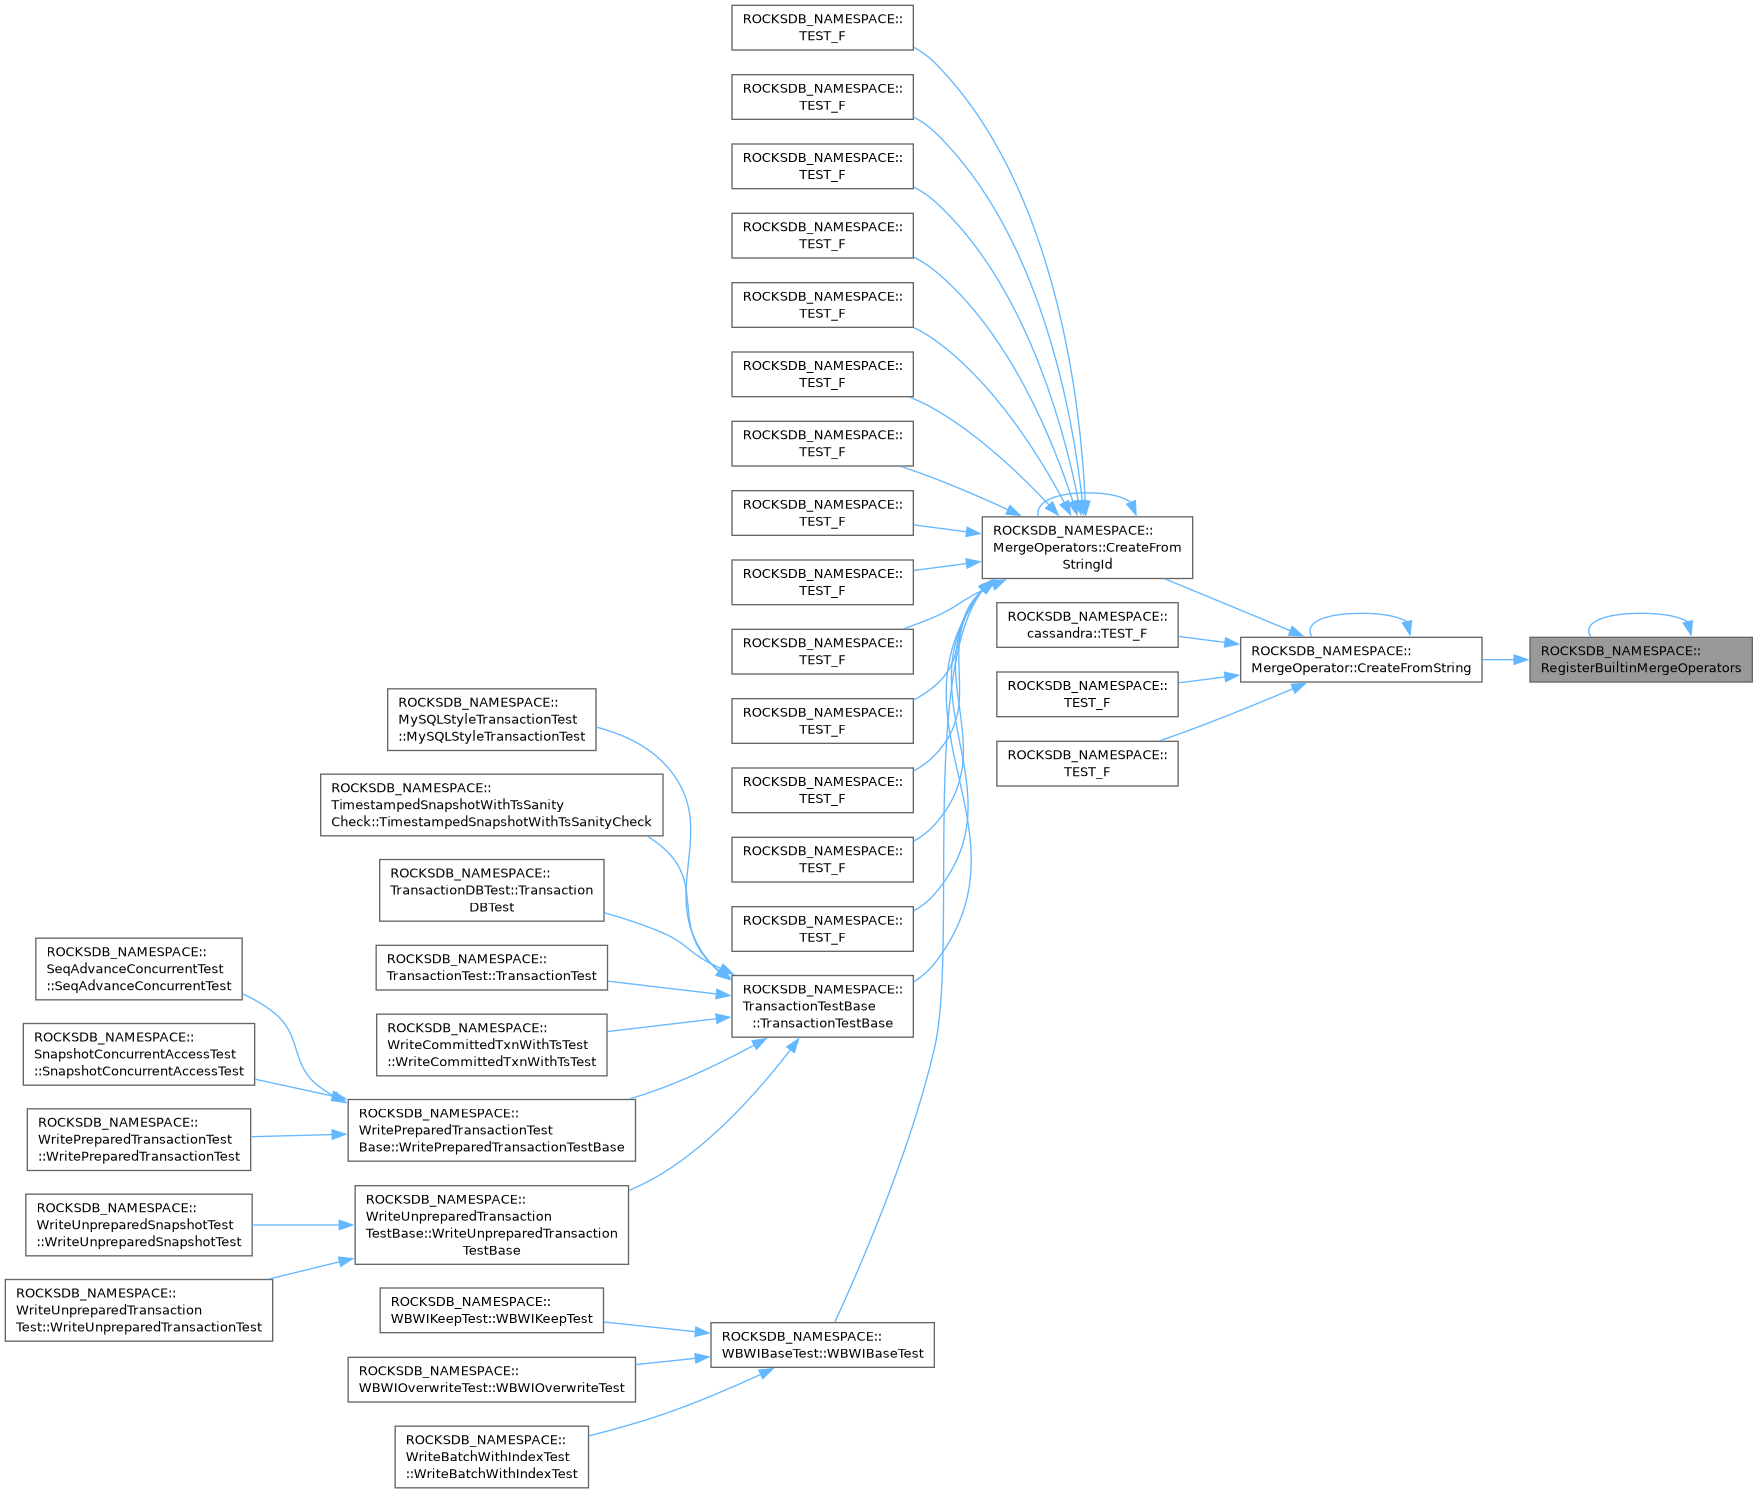 ROCKSDB_NAMESPACE::
TEST_F
ROCKSDB_NAMESPACE::
TEST_F
ROCKSDB_NAMESPACE::
TEST_F
ROCKSDB_NAMESPACE::
TEST_F
ROCKSDB_NAMESPACE::
TEST_F
ROCKSDB_NAMESPACE::
TEST_F
ROCKSDB_NAMESPACE::
TEST_F
ROCKSDB_NAMESPACE::
TEST_F
ROCKSDB_NAMESPACE::
TEST_F
ROCKSDB_NAMESPACE::
TEST_F
ROCKSDB_NAMESPACE::
TEST_F
ROCKSDB_NAMESPACE::
TEST_F
ROCKSDB_NAMESPACE::
TEST_F
ROCKSDB_NAMESPACE::
TEST_F
ROCKSDB_NAMESPACE::
MergeOperators::CreateFrom
StringId
ROCKSDB_NAMESPACE::
cassandra::TEST_F
ROCKSDB_NAMESPACE::
TEST_F
ROCKSDB_NAMESPACE::
TEST_F
ROCKSDB_NAMESPACE::
MergeOperator::CreateFromString
ROCKSDB_NAMESPACE::
RegisterBuiltinMergeOperators
ROCKSDB_NAMESPACE::
MySQLStyleTransactionTest
::MySQLStyleTransactionTest
ROCKSDB_NAMESPACE::
TimestampedSnapshotWithTsSanity
Check::TimestampedSnapshotWithTsSanityCheck
ROCKSDB_NAMESPACE::
TransactionDBTest::Transaction
DBTest
ROCKSDB_NAMESPACE::
TransactionTest::TransactionTest
ROCKSDB_NAMESPACE::
WriteCommittedTxnWithTsTest
::WriteCommittedTxnWithTsTest
ROCKSDB_NAMESPACE::
TransactionTestBase
::TransactionTestBase
ROCKSDB_NAMESPACE::
SeqAdvanceConcurrentTest
::SeqAdvanceConcurrentTest
ROCKSDB_NAMESPACE::
SnapshotConcurrentAccessTest
::SnapshotConcurrentAccessTest
ROCKSDB_NAMESPACE::
WritePreparedTransactionTest
::WritePreparedTransactionTest
ROCKSDB_NAMESPACE::
WritePreparedTransactionTest
Base::WritePreparedTransactionTestBase
ROCKSDB_NAMESPACE::
WriteUnpreparedSnapshotTest
::WriteUnpreparedSnapshotTest
ROCKSDB_NAMESPACE::
WriteUnpreparedTransaction
Test::WriteUnpreparedTransactionTest
ROCKSDB_NAMESPACE::
WriteUnpreparedTransaction
TestBase::WriteUnpreparedTransaction
TestBase
ROCKSDB_NAMESPACE::
WBWIKeepTest::WBWIKeepTest
ROCKSDB_NAMESPACE::
WBWIOverwriteTest::WBWIOverwriteTest
ROCKSDB_NAMESPACE::
WriteBatchWithIndexTest
::WriteBatchWithIndexTest
ROCKSDB_NAMESPACE::
WBWIBaseTest::WBWIBaseTest